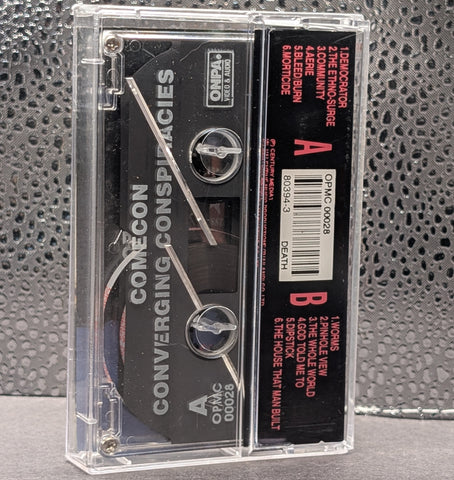 COMECON
CONVERGING CONSPIRACIES
A
OPMC
00028
ONPA
VIDEO & AUDIO
1.DEMOCRATOR
2.THE ETHNO-SURGE
3.COMMUNITY
4.AERIE
5.BLEED/BURN
6.MORTICIDE
A
(P) CENTURY MEDIA
OPMC 00028
80394-3
DEATH
B
1.WORMS
2.PINHOLE VIEW
3.THE WHOLE WORLD
4.GOD TOLD ME TO
5.DIPSTICK
6.THE HOUSE THAT MAN BUILT